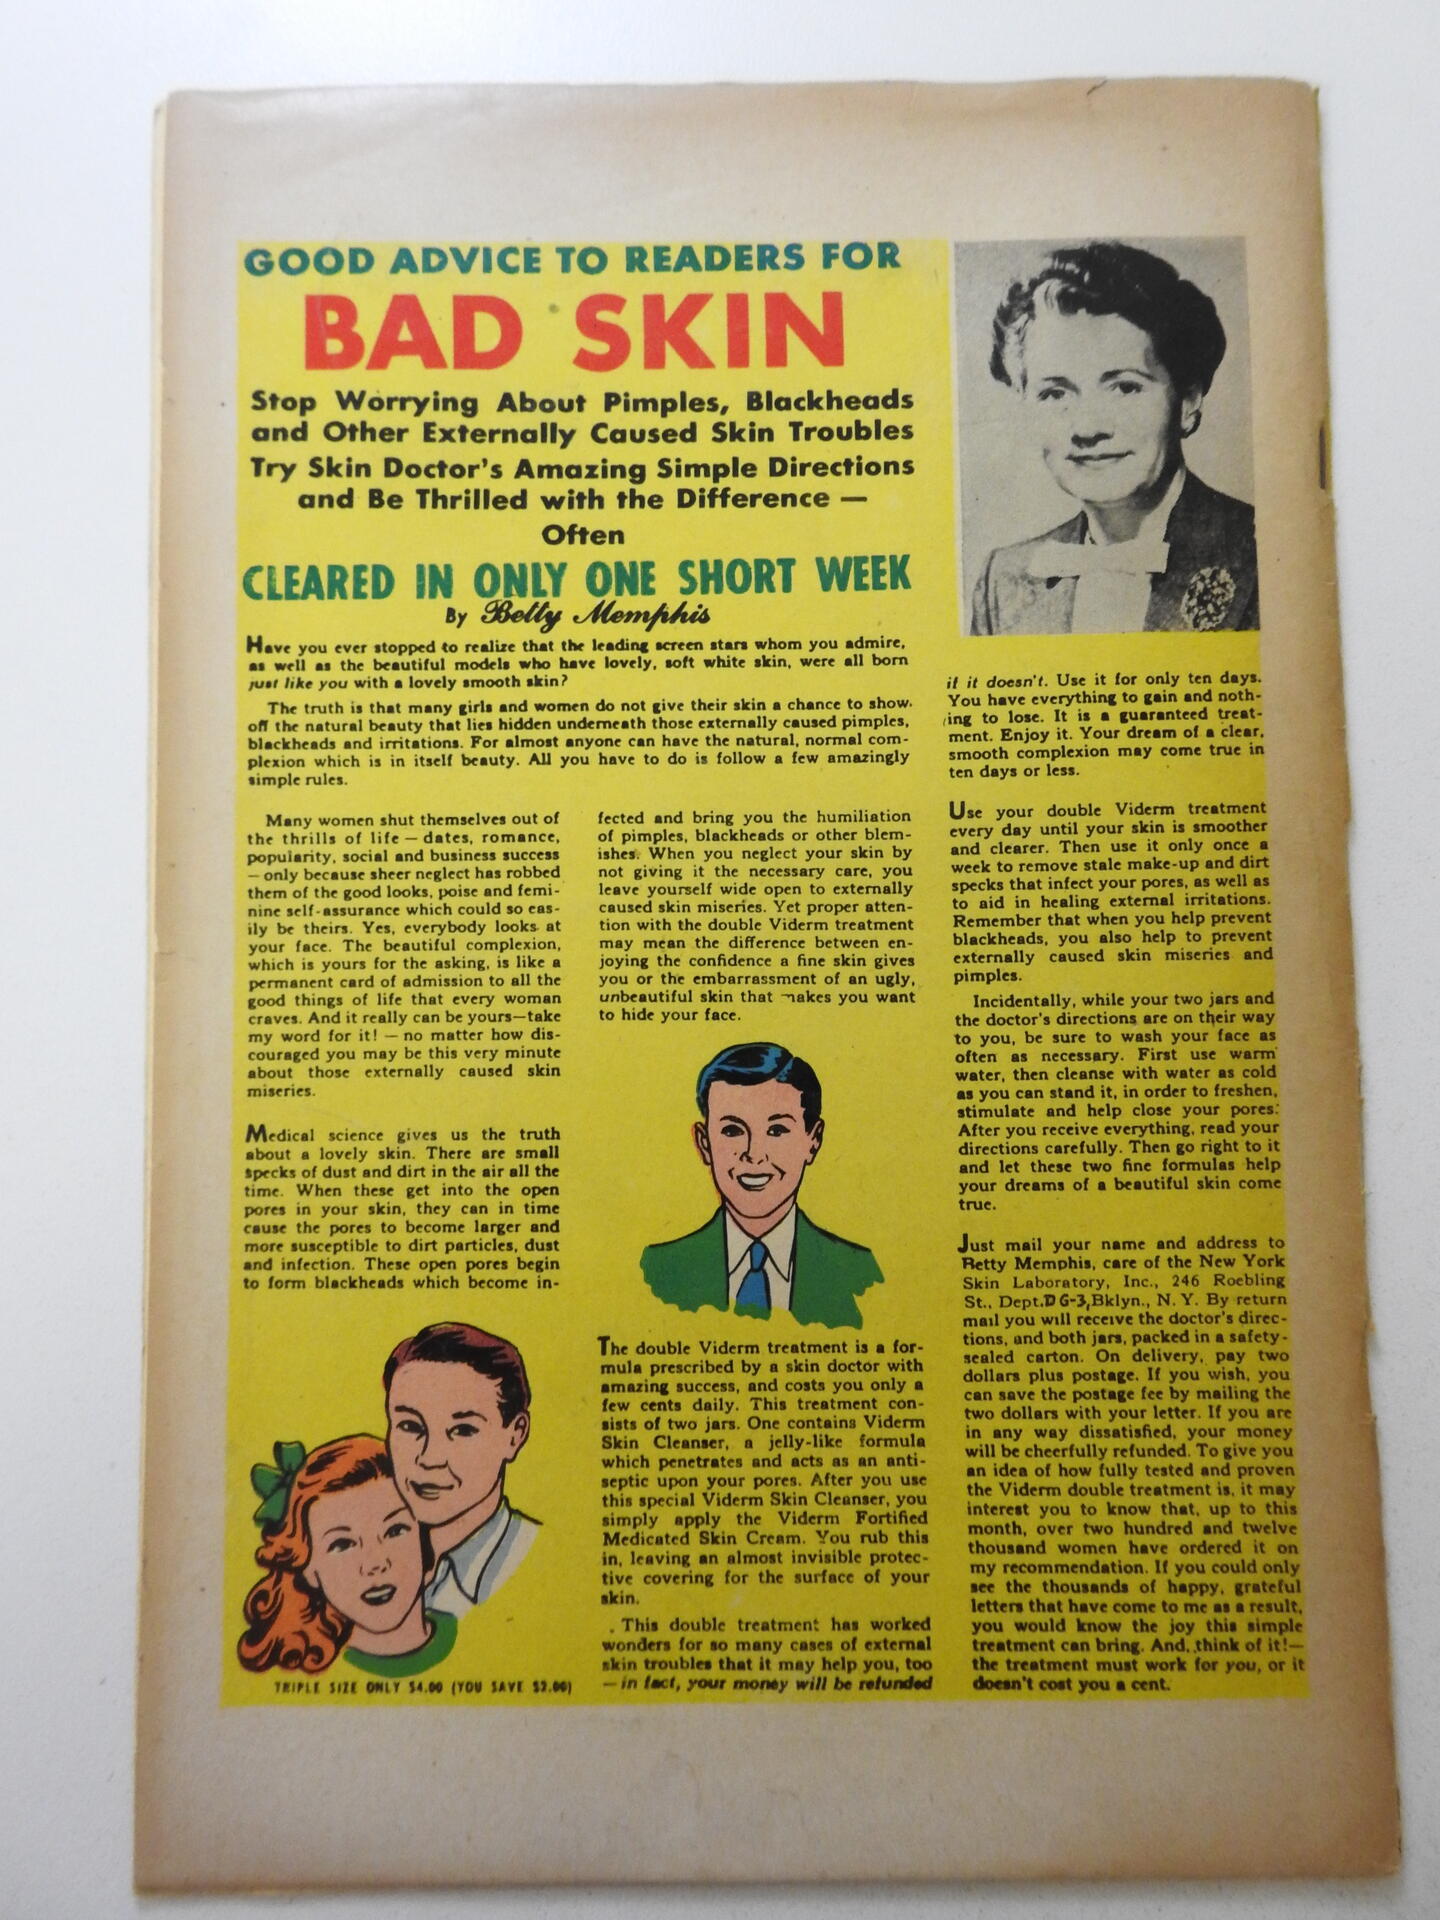 GOOD ADVICE TO READERS FOR
BAD SKIN
Stop Worrying About Pimples, Blackheads
and Other Externally Caused Skin Troubles
Try Skin Doctor's Amazing Simple Directions
and Be Thrilled with the Difference —
Often
CLEARED IN ONLY ONE SHORT WEEK
By Betty Memphis
Have you ever stopped to realize that the leading screen stars whom you admire,
as well as the beautiful models who have lovely, soft white skin, were all born
just like you with a lovely smooth skin?
The truth is that many girls and women do not give their skin a chance to show.
off the natural beauty that lies hidden underneath those externally caused pimples,
blackheads and irritations. For almost anyone can have the natural, normal com-
plexion which is in itself beauty. All you have to do is follow a few amazingly
simple rules.
Many women shut themselves out of
the thrills of life — dates, romance,
popularity, social and business success
— only because sheer neglect has robbed
them of the good looks, poise and femi-
nine self-assurance which could so eas-
ily be theirs. Yes, everybody looks at
your face. The beautiful complexion,
which is yours for the asking, is like a
permanent card of admission to all the
good things of life that every woman
craves. And it really can be yours—take
my word for it! — no matter how dis-
couraged you may be this very minute
about those externally caused skin
miseries.
Medical science gives us the truth
about a lovely skin. There are small
specks of dust and dirt in the air all the
time. When these get into the open
pores in your skin, they can in time
cause the pores to become larger and
more susceptible to dirt particles, dust
and infection. These open pores begin
to form blackheads which become in-
TRIPLE SIZE ONLY $4.00 (YOU SAVE $2.00)
fected and bring you the humiliation
of pimples, blackheads or other blem-
ishes. When you neglect your skin by
not giving it the necessary care, you
leave yourself wide open to externally
caused skin miseries. Yet proper atten-
tion with the double Viderm treatment
may mean the difference between en-
joying the confidence a fine skin gives
you or the embarrassment of an ugly,
unbeautiful skin that makes you want
to hide your face.
The double Viderm treatment is a for-
mula prescribed by a skin doctor with
amazing success, and costs you only a
few cents daily. This treatment con-
sists of two jars. One contains Viderm
Skin Cleanser, a jelly-like formula
which penetrates and acts as an anti-
septic upon your pores. After you use
this special Viderm Skin Cleanser, you
simply apply the Viderm Fortified
Medicated Skin Cream. You rub this
in, leaving an almost invisible protec-
tive covering for the surface of your
skin.
This double treatment has worked
wonders for so many cases of external
skin troubles that it may help you, too
— in fact, your money will be refunded
if it doesn't. Use it for only ten days.
You have everything to gain and noth-
ing to lose. It is a guaranteed treat-
ment. Enjoy it. Your dream of a clear,
smooth complexion may come true in
ten days or less.
Use your double Viderm treatment
every day until your skin is smoother
and clearer. Then use it only once a
week to remove stale make-up and dirt
specks that infect your pores, as well as
to aid in healing external irritations.
Remember that when you help prevent
blackheads, you also help to prevent
externally caused skin miseries and
pimples.
Incidentally, while your two jars and
the doctor's directions are on their way
to you, be sure to wash your face as
often as necessary. First use warm
water, then cleanse with water as cold
as you can stand it, in order to freshen,
stimulate and help close your pores.
After you receive everything, read your
directions carefully. Then go right to it
and let these two fine formulas help
your dreams of a beautiful skin come
true.
Just mail your name and address to
Betty Memphis, care of the New York
Skin Laboratory, Inc., 246 Roebling
St., Dept.DG-3,Bklyn., N. Y. By return
mail you will receive the doctor's direc-
tions, and both jars, packed in a safety-
sealed carton. On delivery, pay two
dollars plus postage. If you wish, you
can save the postage fee by mailing the
two dollars with your letter. If you are
in any way dissatisfied, your money
will be cheerfully refunded. To give you
an idea of how fully tested and proven
the Viderm double treatment is, it may
interest you to know that, up to this
month, over two hundred and twelve
thousand women have ordered it on
my recommendation. If you could only
see the thousands of happy, grateful
letters that have come to me as a result,
you would know the joy this simple
treatment can bring. And, think of it!—
the treatment must work for you, or it
doesn't cost you a cent.